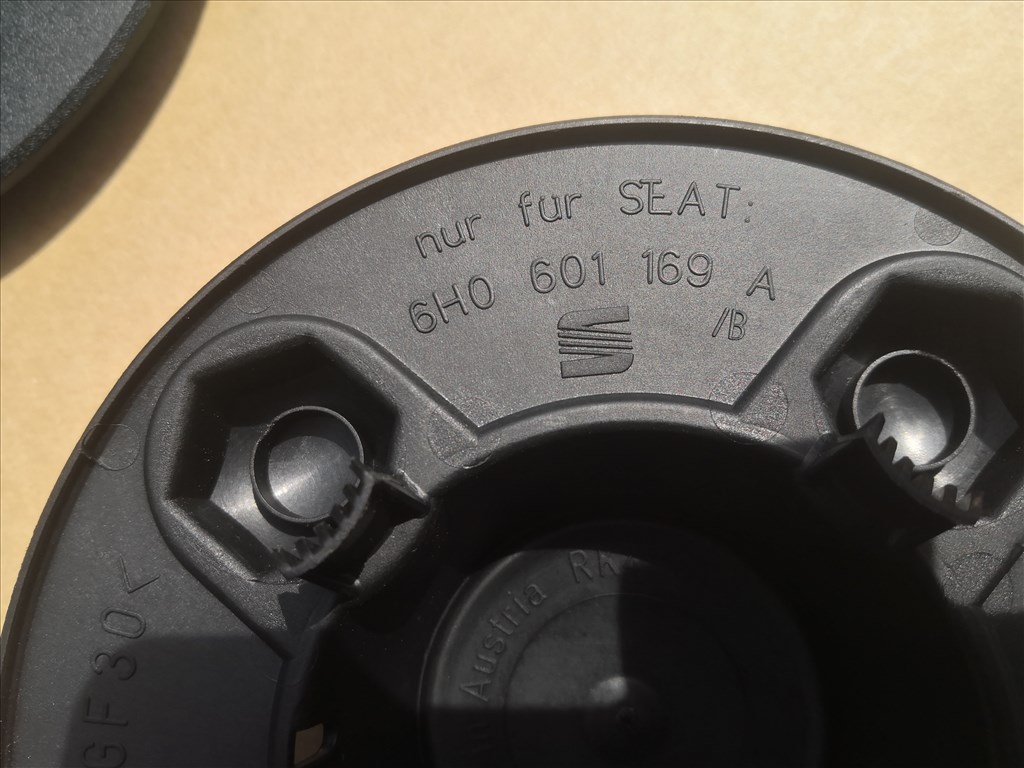 nur fur SEAT:
6H0 601 169 A
/B
GF30<
Austria